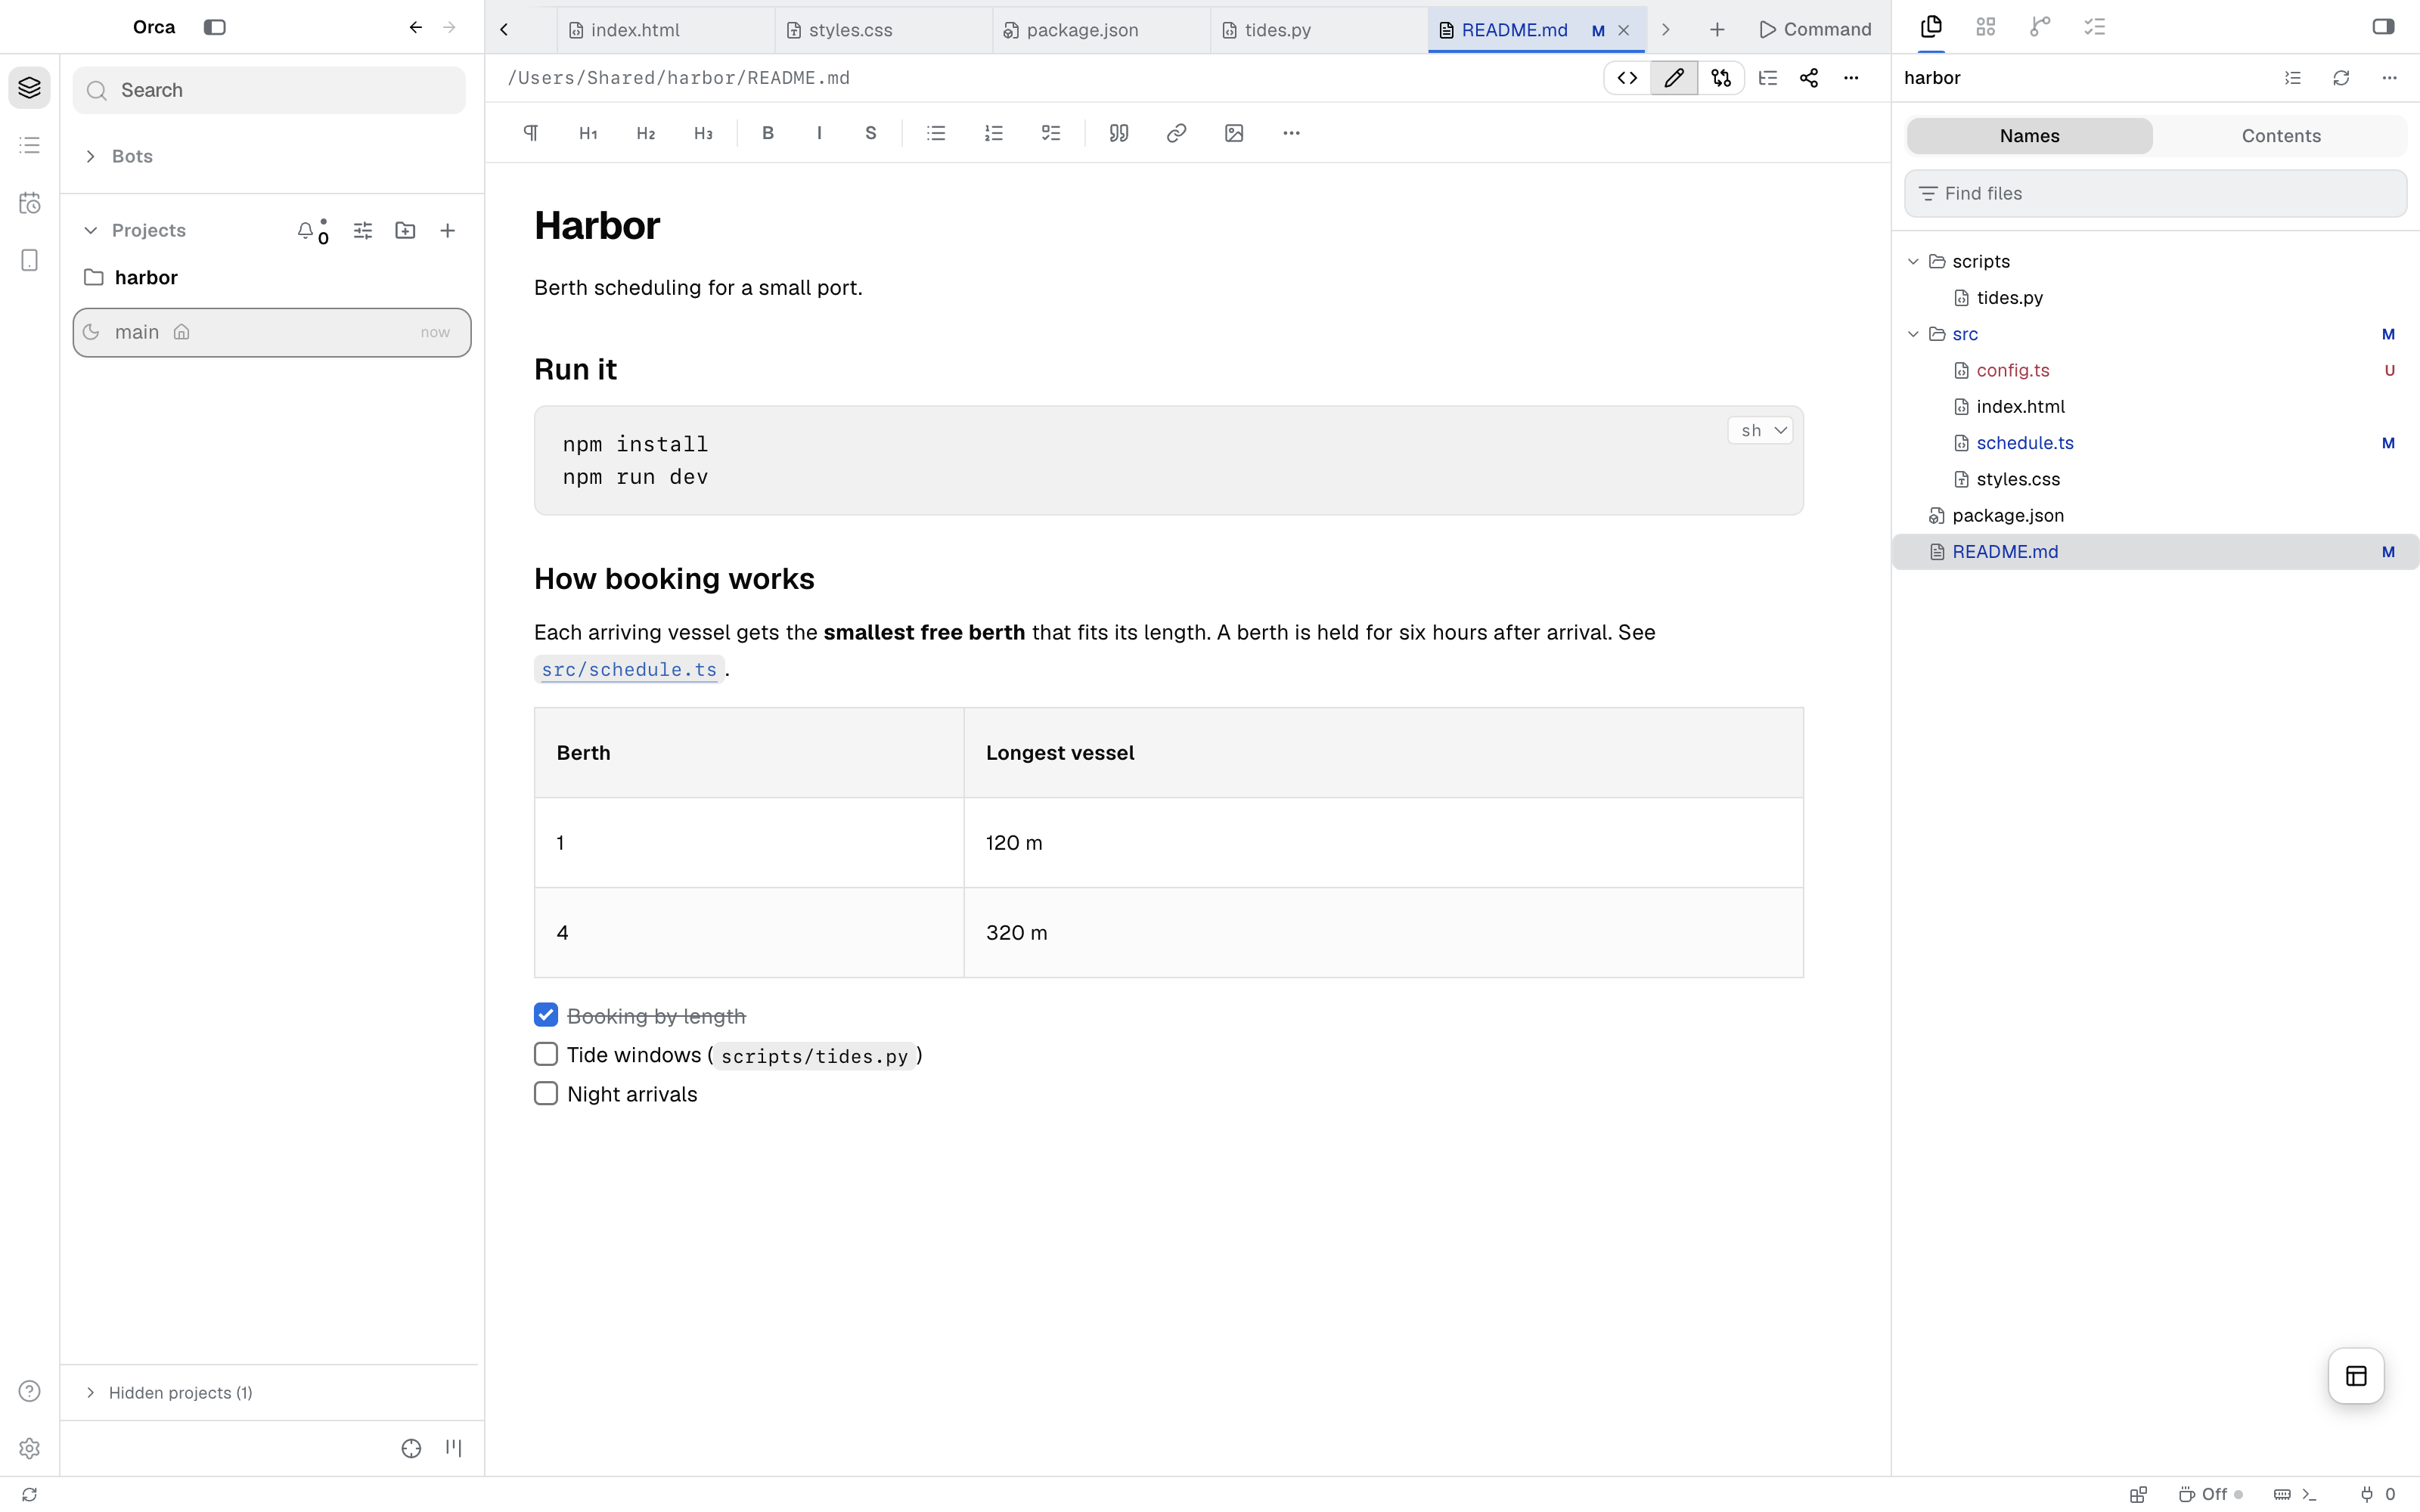 Orca
index.html
styles.css
package.json
tides.py
README.md M
Command
Search
/Users/Shared/harbor/README.md
harbor
H1
H2
H3
B
I
S
Names
Contents
Bots
Find files
Projects
0
harbor
main
now
Harbor
Berth scheduling for a small port.
Run it
sh
npm install
npm run dev
How booking works
Each arriving vessel gets the smallest free berth that fits its length. A berth is held for six hours after arrival. See
src/schedule.ts.
Berth
Longest vessel
1
120 m
4
320 m
Booking by length
Tide windows (scripts/tides.py)
Night arrivals
scripts
tides.py
src M
config.ts U
index.html
schedule.ts M
styles.css
package.json
README.md M
Hidden projects (1)
Off
0